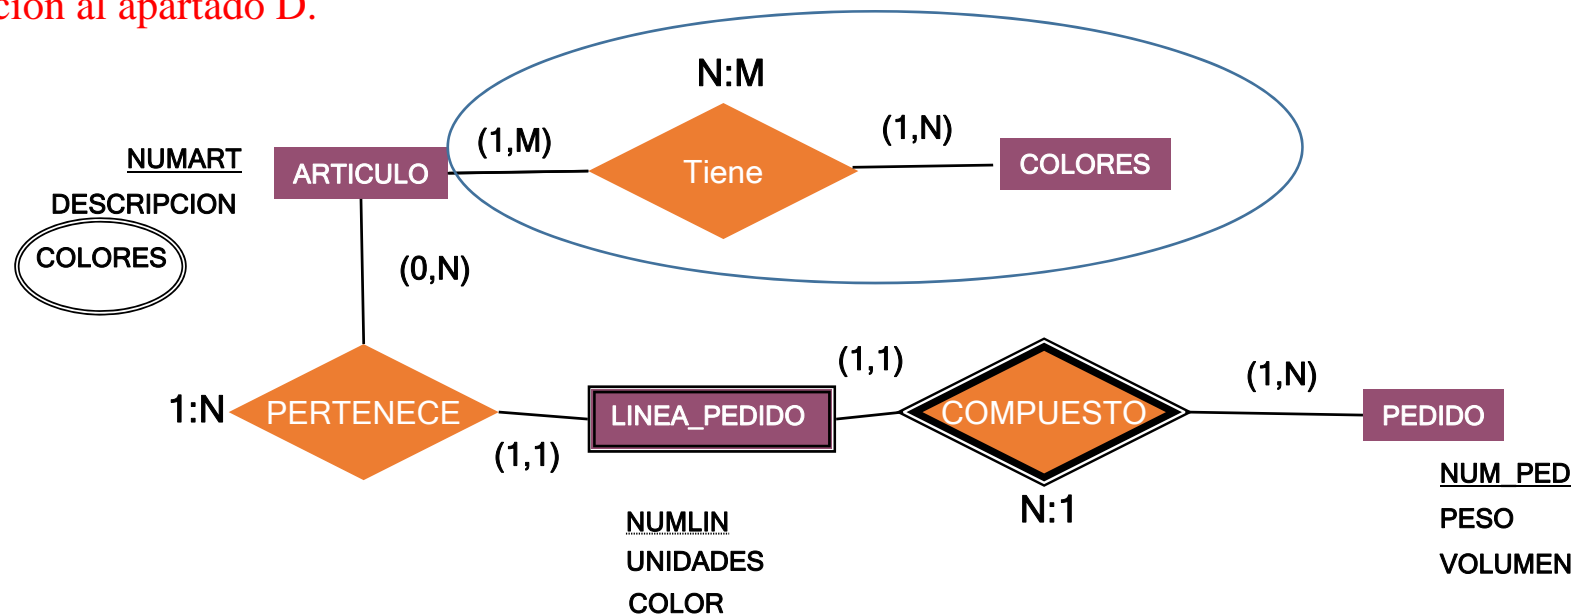 ción al apartado D.
N:M
(1,M)
(1,N)
NUMART
ARTICULO
Tiene
COLORES
DESCRIPCION
COLORES
(0,N)
(1,1)
(1,N)
1:N
PERTENECE
LINEA_PEDIDO
COMPUESTO
PEDIDO
(1,1)
NUM_PED
N:1
NUMLIN
PESO
UNIDADES
VOLUMEN
COLOR